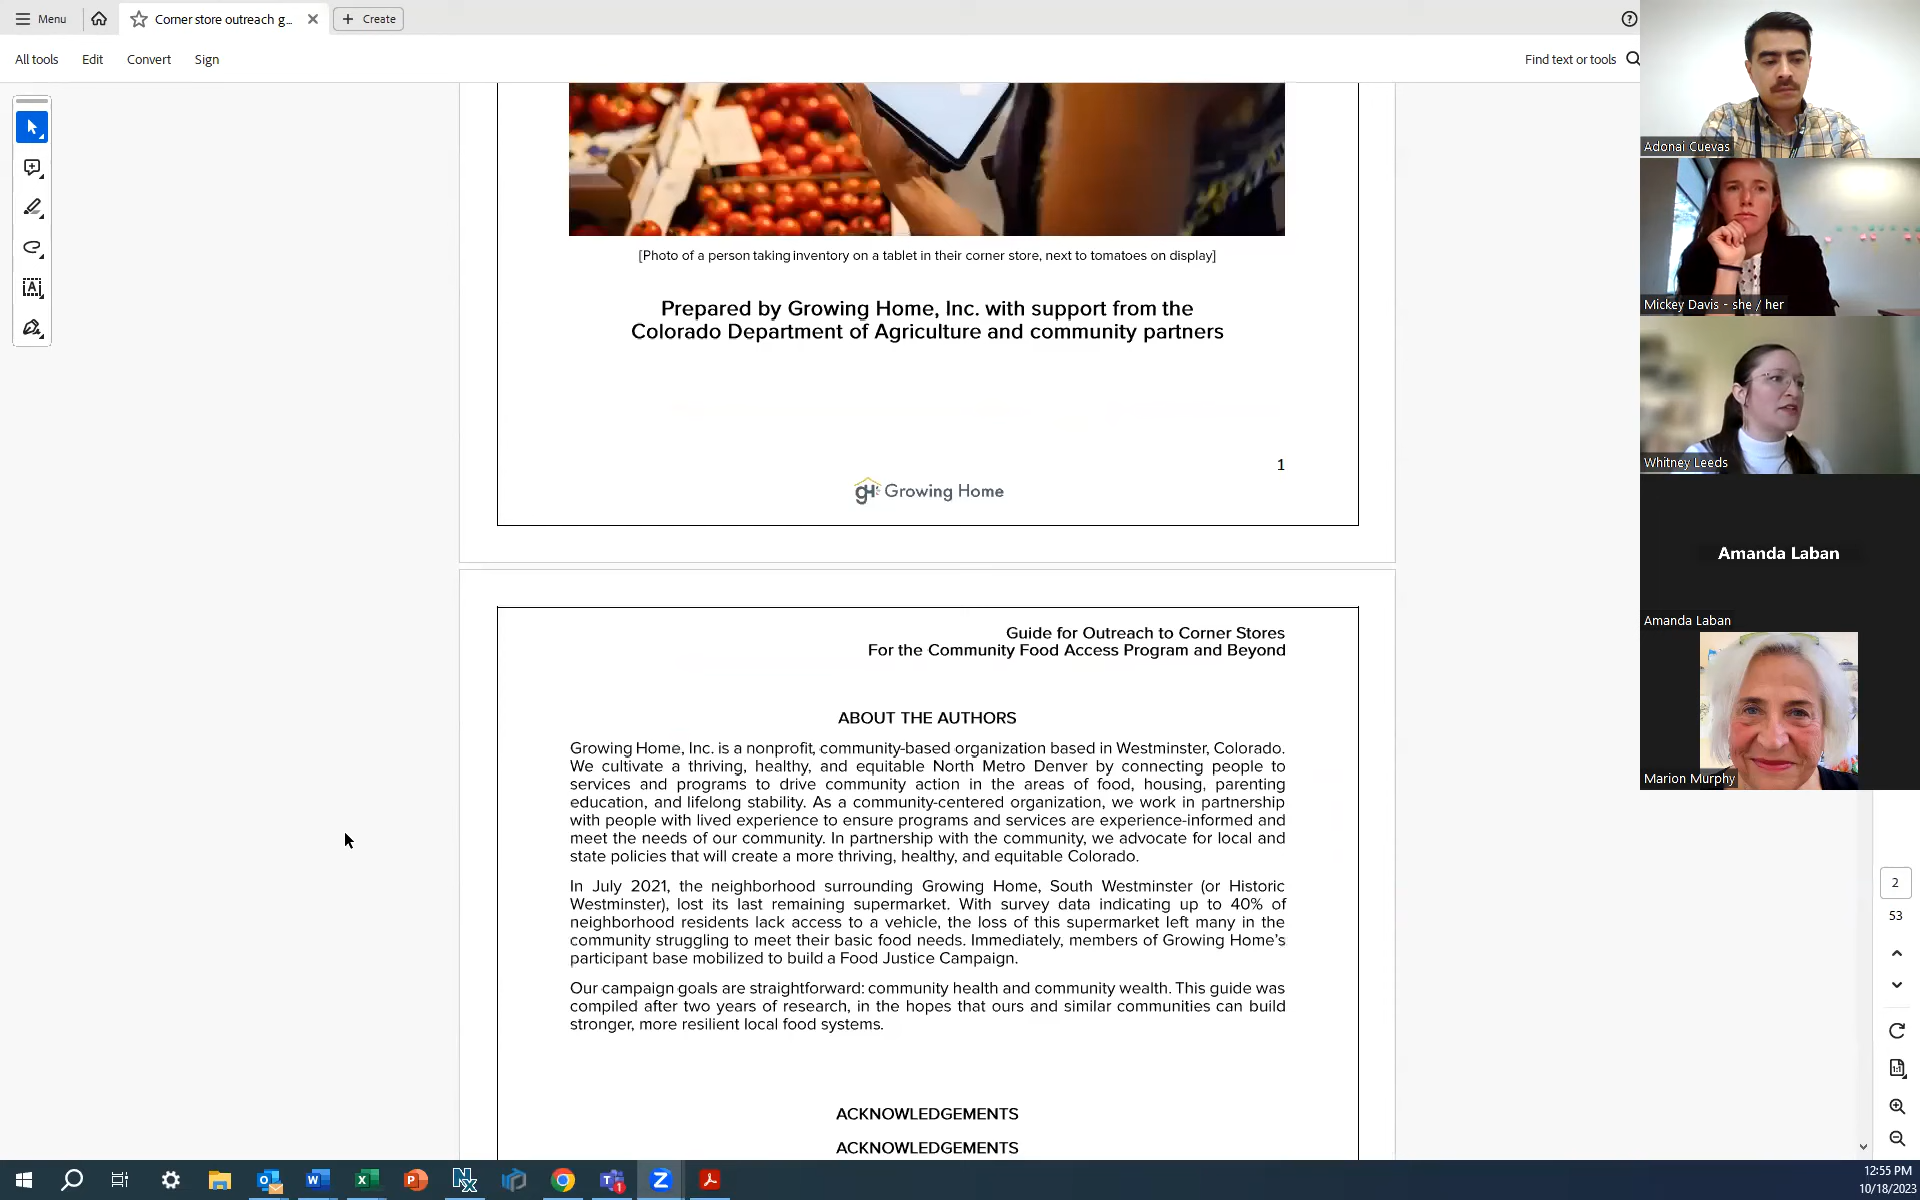 Menu
Corner store outreach g...
Create
All tools
Edit
Convert
Sign
Find text or tools
[Photo of a person taking inventory on a tablet in their corner store, next to tomatoes on display]
Prepared by Growing Home, Inc. with support from the
Colorado Department of Agriculture and community partners
1
gH Growing Home
Guide for Outreach to Corner Stores
For the Community Food Access Program and Beyond
ABOUT THE AUTHORS
Growing Home, Inc. is a nonprofit, community-based organization based in Westminster, Colorado.
We cultivate a thriving, healthy, and equitable North Metro Denver by connecting people to
services and programs to drive community action in the areas of food, housing, parenting
education, and lifelong stability. As a community-centered organization, we work in partnership
with people with lived experience to ensure programs and services are experience-informed and
meet the needs of our community. In partnership with the community, we advocate for local and
state policies that will create a more thriving, healthy, and equitable Colorado.
In July 2021, the neighborhood surrounding Growing Home, South Westminster (or Historic
Westminster), lost its last remaining supermarket. With survey data indicating up to 40% of
neighborhood residents lack access to a vehicle, the loss of this supermarket left many in the
community struggling to meet their basic food needs. Immediately, members of Growing Home's
participant base mobilized to build a Food Justice Campaign.
Our campaign goals are straightforward: community health and community wealth. This guide was
compiled after two years of research, in the hopes that ours and similar communities can build
stronger, more resilient local food systems.
ACKNOWLEDGEMENTS
ACKNOWLEDGEMENTS
Adonai Cuevas
Mickey Davis - she / her
Whitney Leeds
Amanda Laban
Amanda Laban
Marion Murphy
2
53
12:55 PM
10/18/2023